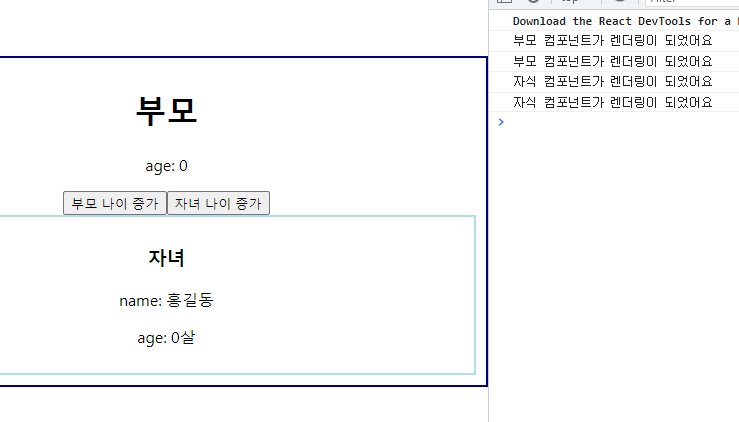 Download the React DevTools for a
부모 컴포넌트가 렌더링이 되었어요
부모 컴포넌트가 렌더링이 되었어요
자식 컴포넌트가 렌더링이 되었어요
자식 컴포넌트가 렌더링이 되었어요
부모
age: 0
부모 나이 증가 자녀 나이 증가
자녀
name: 홍길동
age: 0살